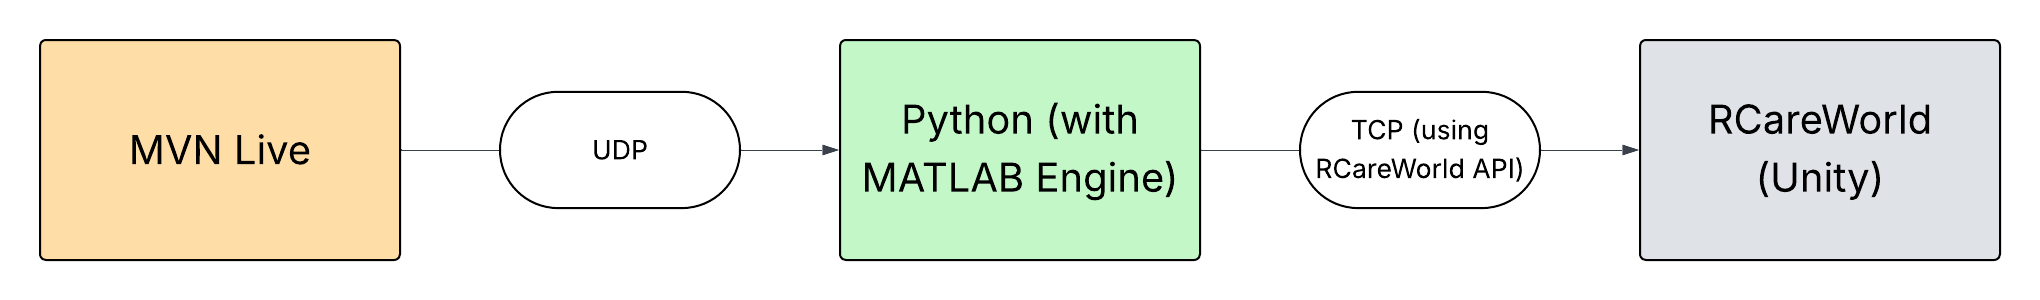 MVN Live
UDP
Python (with
MATLAB Engine)
TCP (using
RCareWorld API)
RCareWorld
(Unity)